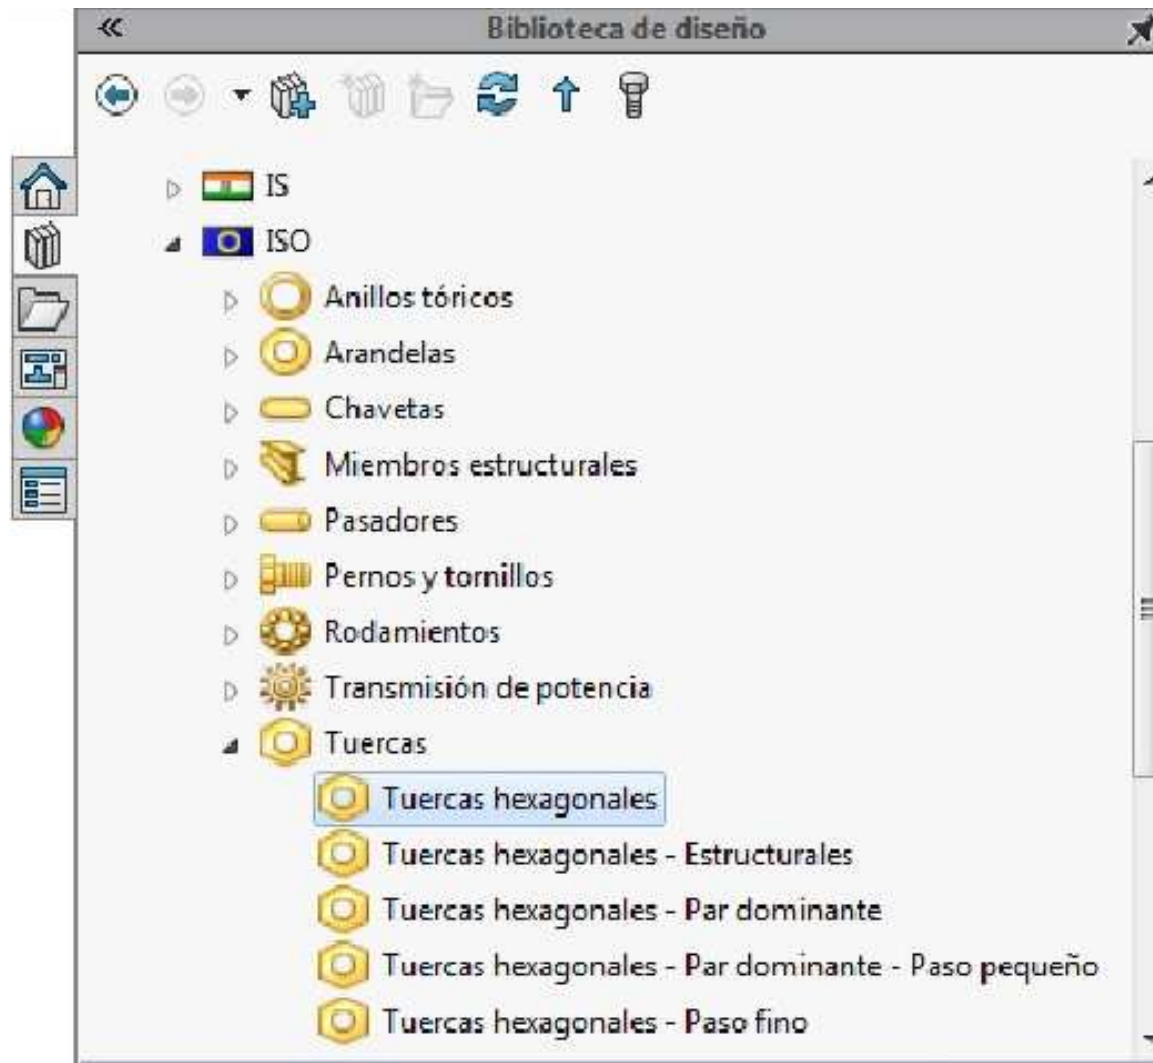 Biblioteca de diseño
IS
ISO
Anillos tóricos
Arandelas
Chavetas
Miembros estructurales
Pasadores
Pernos y tornillos
Rodamientos
Transmisión de potencia
Tuercas
Tuercas hexagonales
Tuercas hexagonales - Estructurales
Tuercas hexagonales - Par dominante
Tuercas hexagonales - Par dominante - Paso pequeño
Tuercas hexagonales - Paso fino